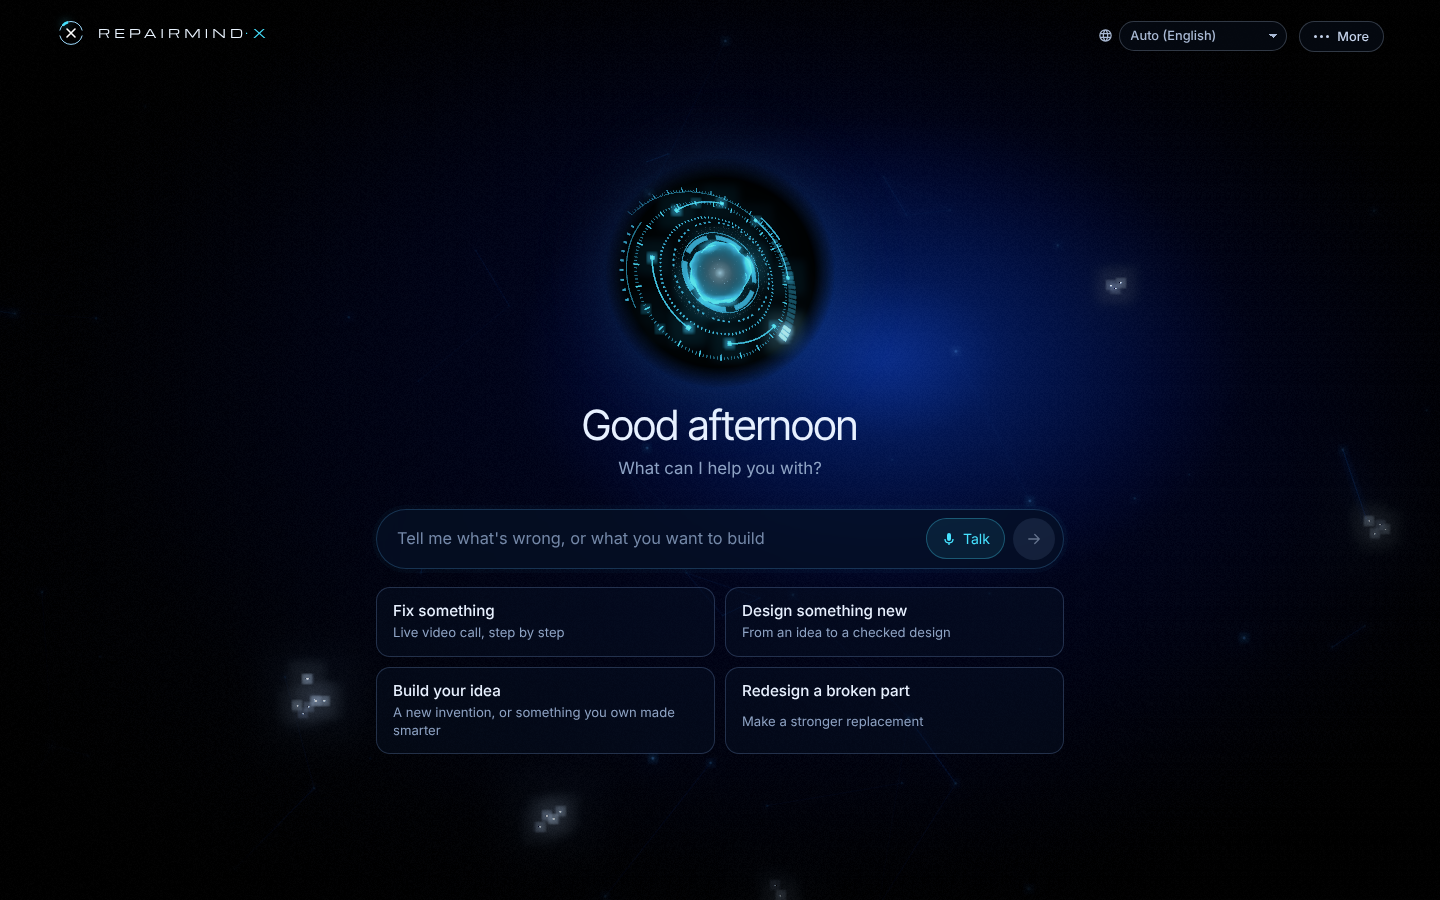 REPAIRMIND·X
Auto (English)
More
Good afternoon
What can I help you with?
Tell me what's wrong, or what you want to build
Talk
Fix something
Live video call, step by step
Design something new
From an idea to a checked design
Build your idea
A new invention, or something you own made
smarter
Redesign a broken part
Make a stronger replacement